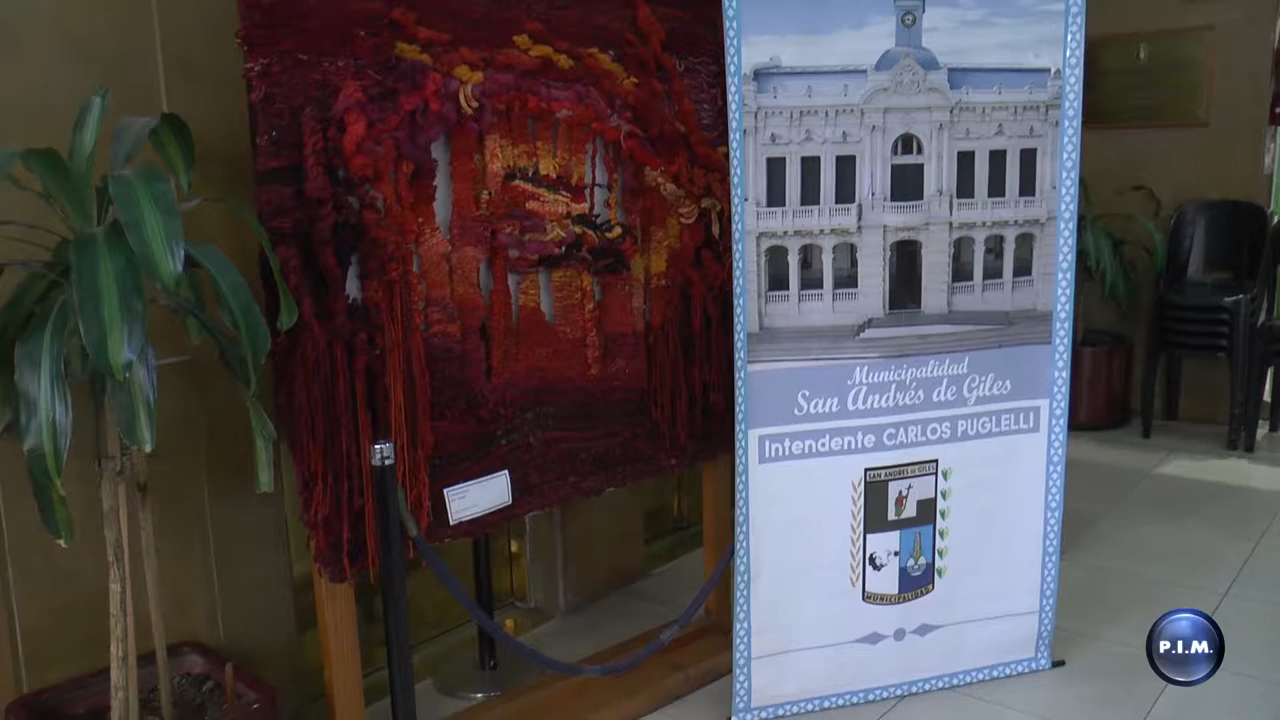 Municipalidad
San Andrés de Giles
Intendente CARLOS PUGLELLI
SAN ANDRES DE GILES
MUNICIPALIDAD
P.I.M.